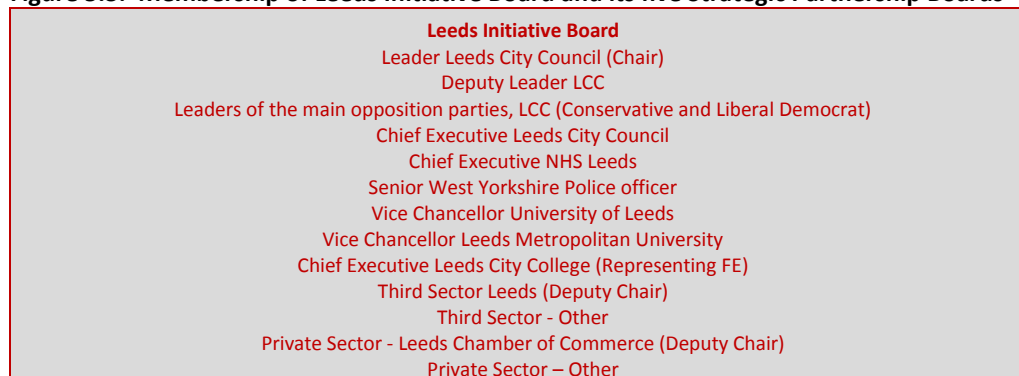 Leeds Initiative Board
Leader Leeds City Council (Chair)
Deputy Leader LCC
Leaders of the main opposition parties, LCC (Conservative and Liberal Democrat)
Chief Executive Leeds City Council
Chief Executive NHS Leeds
Senior West Yorkshire Police officer
Vice Chancellor University of Leeds
Vice Chancellor Leeds Metropolitan University
Chief Executive Leeds City College (Representing FE)
Third Sector Leeds (Deputy Chair)
Third Sector - Other
Private Sector - Leeds Chamber of Commerce (Deputy Chair)
Private Sector – Other